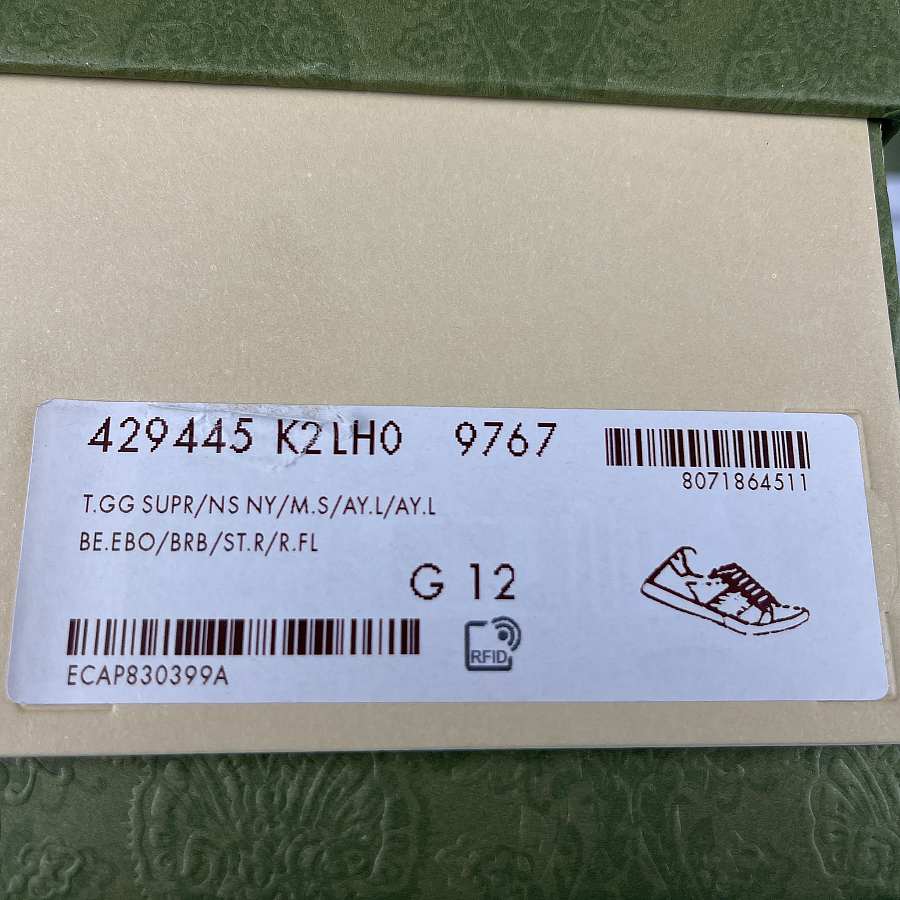 429445 K2LH0 9767
8071864511
T.GG SUPR/NS NY/M.S/AY.L/AY.L
BE.EBO/BRB/ST.R/R.FL
G 12
RFID
ECAP830399A